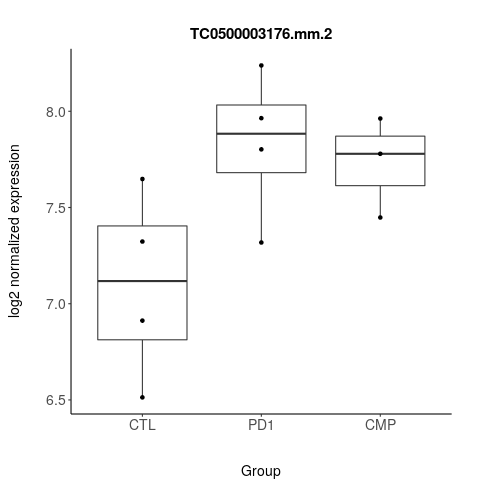 TC0500003176.mm.2
log2 normalized expression
8.0
7.5
7.0
6.5
CTL PD1 CMP
Group